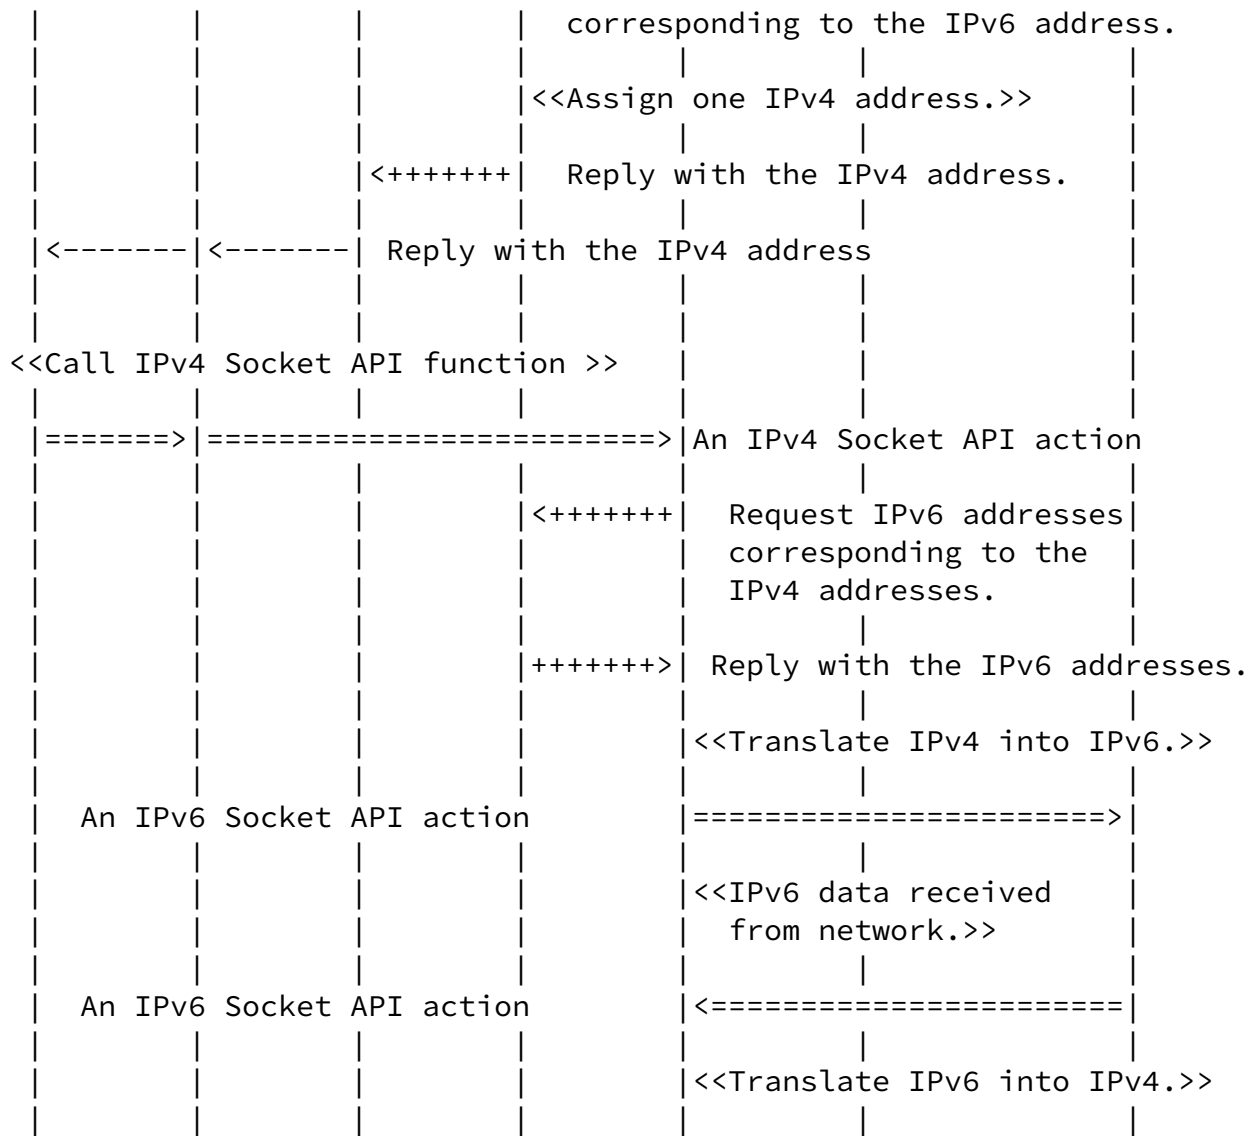 corresponding to the IPv6 address.
<<Assign one IPv4 address.>>
<+++++++| Reply with the IPv4 address.
|<-------|<-------| Reply with the IPv4 address
<<Call IPv4 Socket API function >>
|=======>|=========================>|An IPv4 Socket API action
|<+++++++| Request IPv6 addresses|
corresponding to the
IPv4 addresses.
|+++++++>| Reply with the IPv6 addresses.
|<<Translate IPv4 into IPv6.>>
An IPv6 Socket API action |=======================>|
|<<IPv6 data received
from network.>>
An IPv6 Socket API action |<=======================|
|<<Translate IPv6 into IPv4.>>